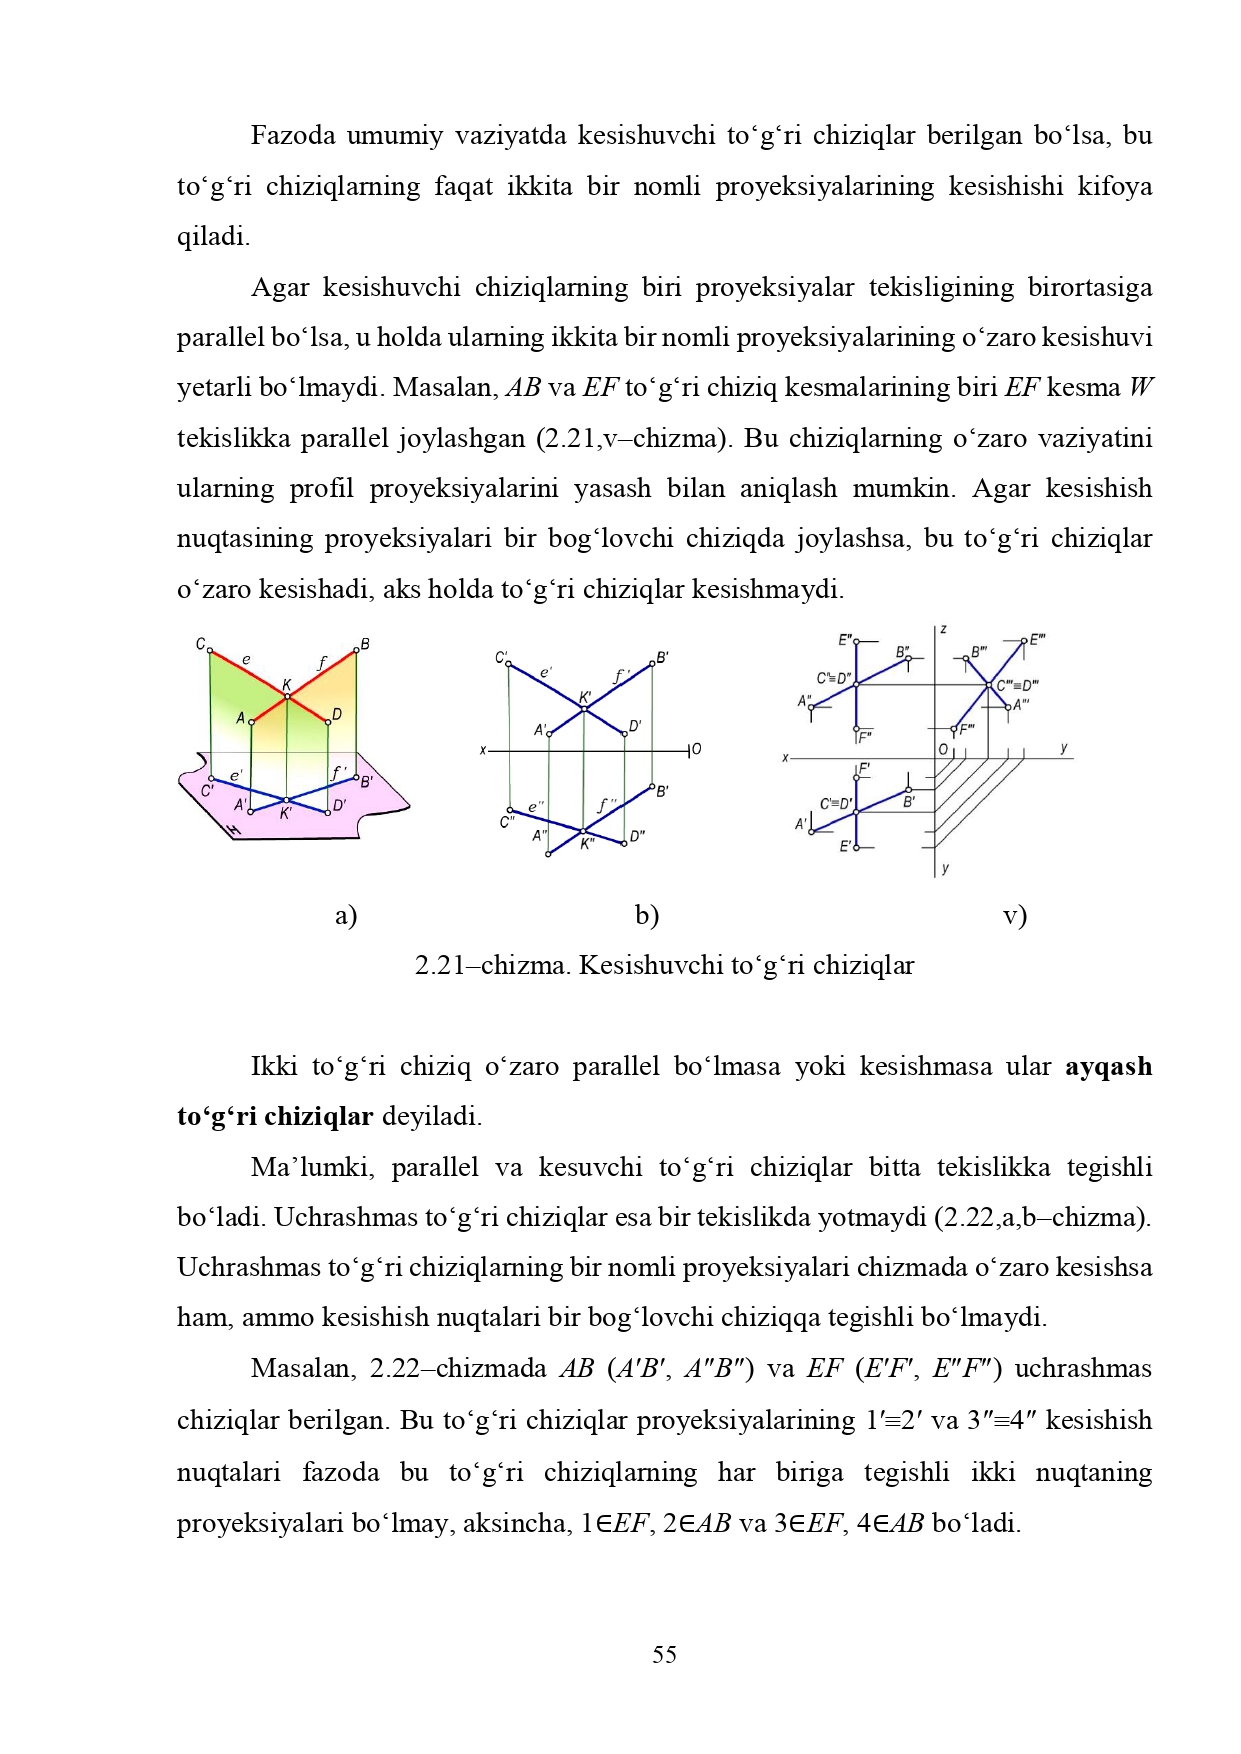 Fazoda umumiy vaziyatda kesishuvchi to‘g‘ri chiziqlar berilgan bo‘lsa, bu
to‘g‘ri chiziqlarning faqat ikkita bir nomli proyeksiyalarining kesishishi kifoya
qiladi.
Agar kesishuvchi chiziqlarning biri proyeksiyalar tekisligining birortasiga
parallel bo‘lsa, u holda ularning ikkita bir nomli proyeksiyalarining o‘zaro kesishuvi
yetarli bo‘lmaydi. Masalan, AB va EF to‘g‘ri chiziq kesmalarining biri EF kesma W
tekislikka parallel joylashgan (2.21,v–chizma). Bu chiziqlarning o‘zaro vaziyatini
ularning profil proyeksiyalarini yasash bilan aniqlash mumkin. Agar kesishish
nuqtasining proyeksiyalari bir bog‘lovchi chiziqda joylashsa, bu to‘g‘ri chiziqlar
o‘zaro kesishadi, aks holda to‘g‘ri chiziqlar kesishmaydi.
C e f B
K
A D
e' f'
C' B'
A' K' D'
H
C' e' f' B'
K'
A' D'
x O
B'
e" f"
C"
A" K" D"
z
E" B" B''' E'''
C"≡D" C'''≡D'''
A" A'''
F" F'''
x O y
F'
C'≡D' B'
A'
E'
y
a) b) v)
2.21–chizma. Kesishuvchi to‘g‘ri chiziqlar
Ikki to‘g‘ri chiziq o‘zaro parallel bo‘lmasa yoki kesishmasa ular ayqash
to‘g‘ri chiziqlar deyiladi.
Ma’lumki, parallel va kesuvchi to‘g‘ri chiziqlar bitta tekislikka tegishli
bo‘ladi. Uchrashmas to‘g‘ri chiziqlar esa bir tekislikda yotmaydi (2.22,a,b–chizma).
Uchrashmas to‘g‘ri chiziqlarning bir nomli proyeksiyalari chizmada o‘zaro kesishsa
ham, ammo kesishish nuqtalari bir bog‘lovchi chiziqqa tegishli bo‘lmaydi.
Masalan, 2.22–chizmada AB (A′B′, A″B″) va EF (E′F′, E″F″) uchrashmas
chiziqlar berilgan. Bu to‘g‘ri chiziqlar proyeksiyalarining 1′≡2′ va 3″≡4″ kesishish
nuqtalari fazoda bu to‘g‘ri chiziqlarning har biriga tegishli ikki nuqtaning
proyeksiyalari bo‘lmay, aksincha, 1∈EF, 2∈AB va 3∈EF, 4∈AB bo‘ladi.
55